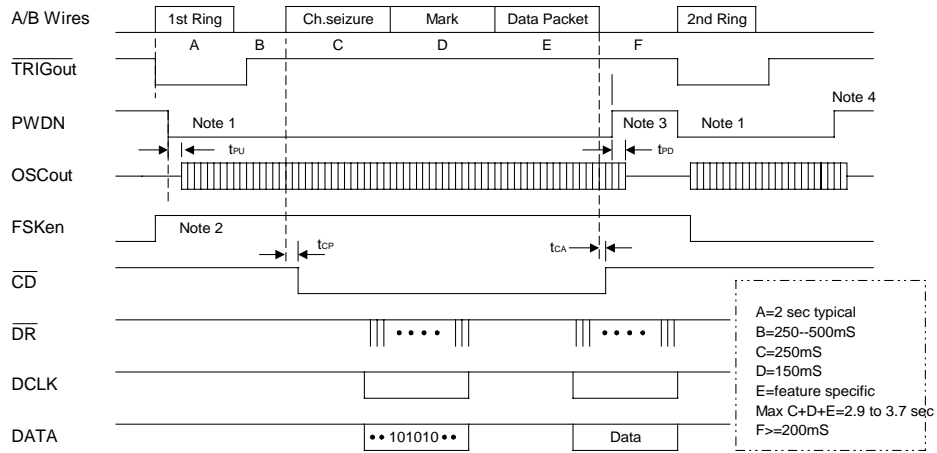 A/B Wires 1st Ring Ch.seizure Mark Data Packet 2nd Ring
A B C D E F
TRIGout
Note 4
PWDN Note 1 Note 3 Note 1
tPU tPD
OSCout
FSKen Note 2
tCP tCA
CD
DR
DCLK
DATA ••101010•• Data
A=2 sec typical
B=250--500mS
C=250mS
D=150mS
E=feature specific
Max C+D+E=2.9 to 3.7 sec
F>=200mS